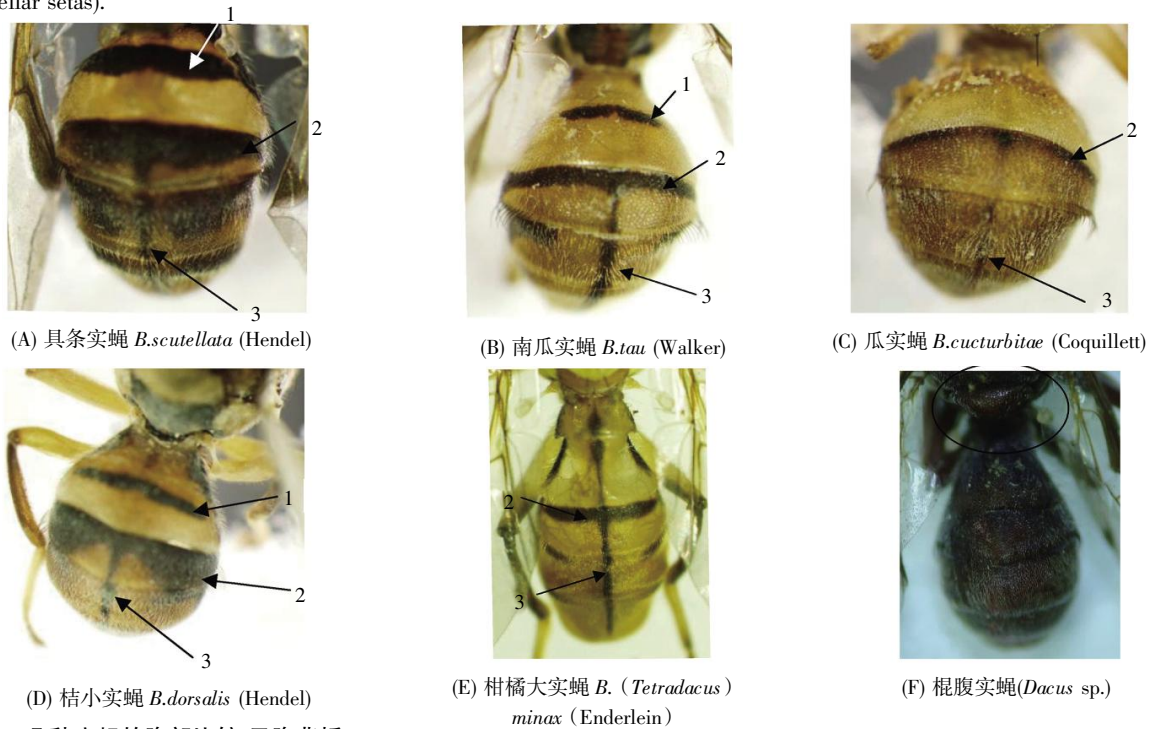 ellar setas).
1
2
3
(A) 具条实蝇 B.scutellata (Hendel)
1
2
3
(B) 南瓜实蝇 B.tau (Walker)
2
3
(C) 瓜实蝇 B.cucturbitae (Coquillett)
1
2
3
(D) 桔小实蝇 B.dorsalis (Hendel)
2
3
(E) 柑橘大实蝇 B.（Tetradacus）
minax（Enderlein）
(F) 棍腹实蝇(Dacus sp.)